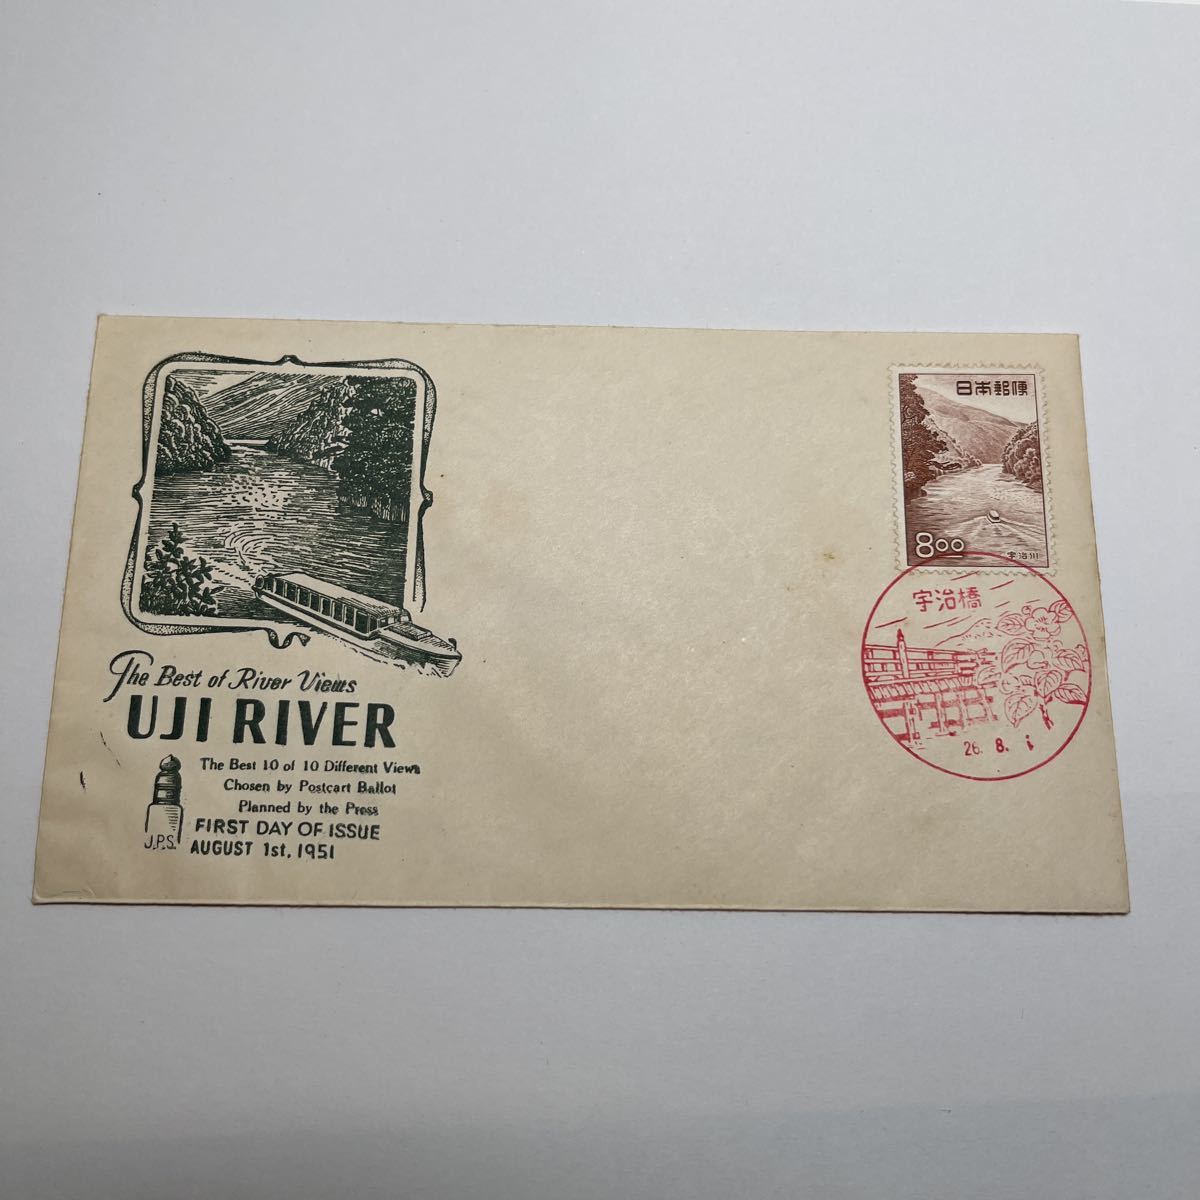 日本郵便
8oo
宇治川
宇治橋
26. 8. 1
The Best of River Views
UJI RIVER
The Best 10 of 10 Different Views
Chosen by Postcart Ballot
Planned by the Press
FIRST DAY OF ISSUE
AUGUST 1st, 1951
J.P.S.